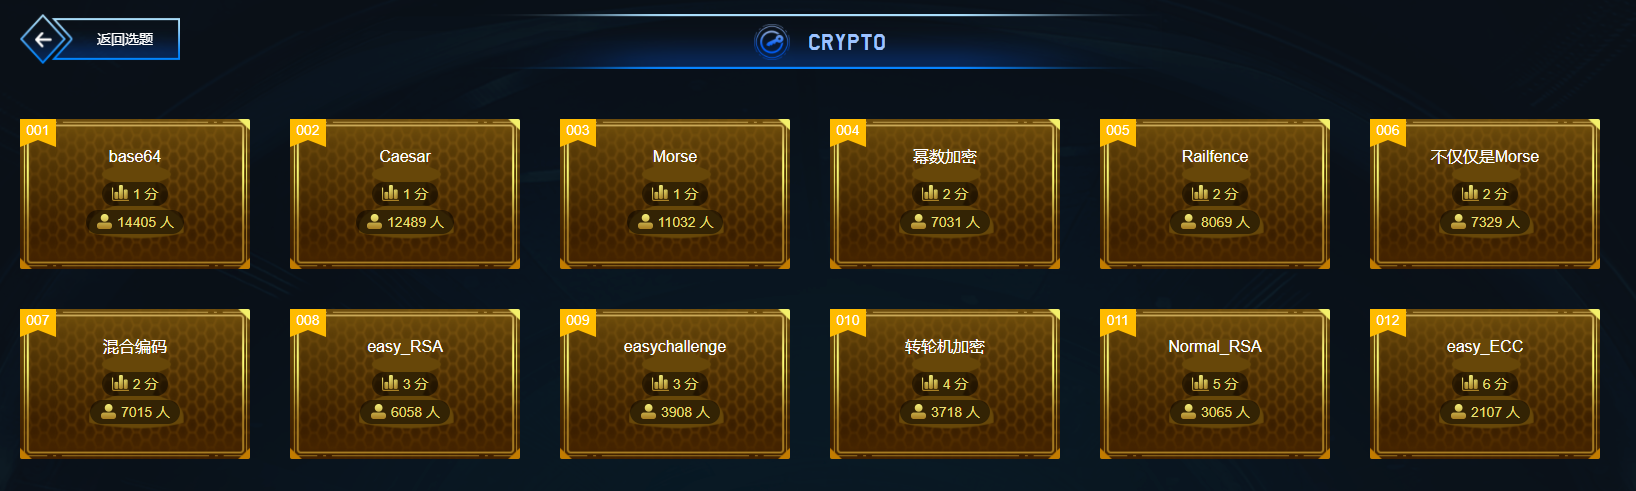 返回选题
CRYPTO
001
base64
1 分
14405 人
002
Caesar
1 分
12489 人
003
Morse
1 分
11032 人
004
幂数加密
2 分
7031 人
005
Railfence
2 分
8069 人
006
不仅仅是Morse
2 分
7329 人
007
混合编码
2 分
7015 人
008
easy_RSA
3 分
6058 人
009
easychallenge
3 分
3908 人
010
转轮机加密
4 分
3718 人
011
Normal_RSA
5 分
3065 人
012
easy_ECC
6 分
2107 人